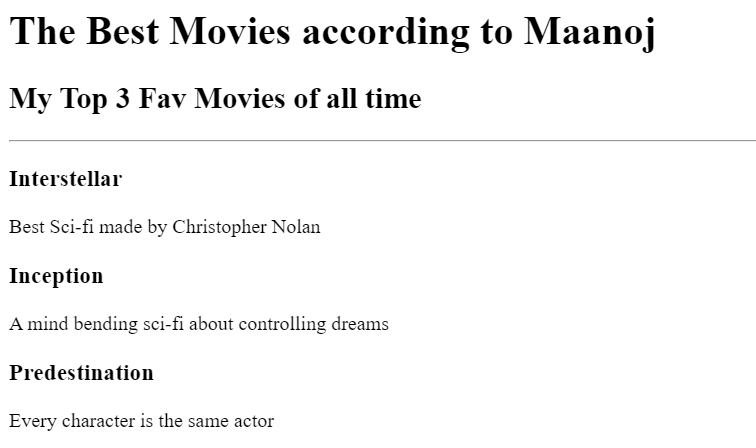 The Best Movies according to Maanoj
My Top 3 Fav Movies of all time
Interstellar
Best Sci-fi made by Christopher Nolan
Inception
A mind bending sci-fi about controlling dreams
Predestination
Every character is the same actor